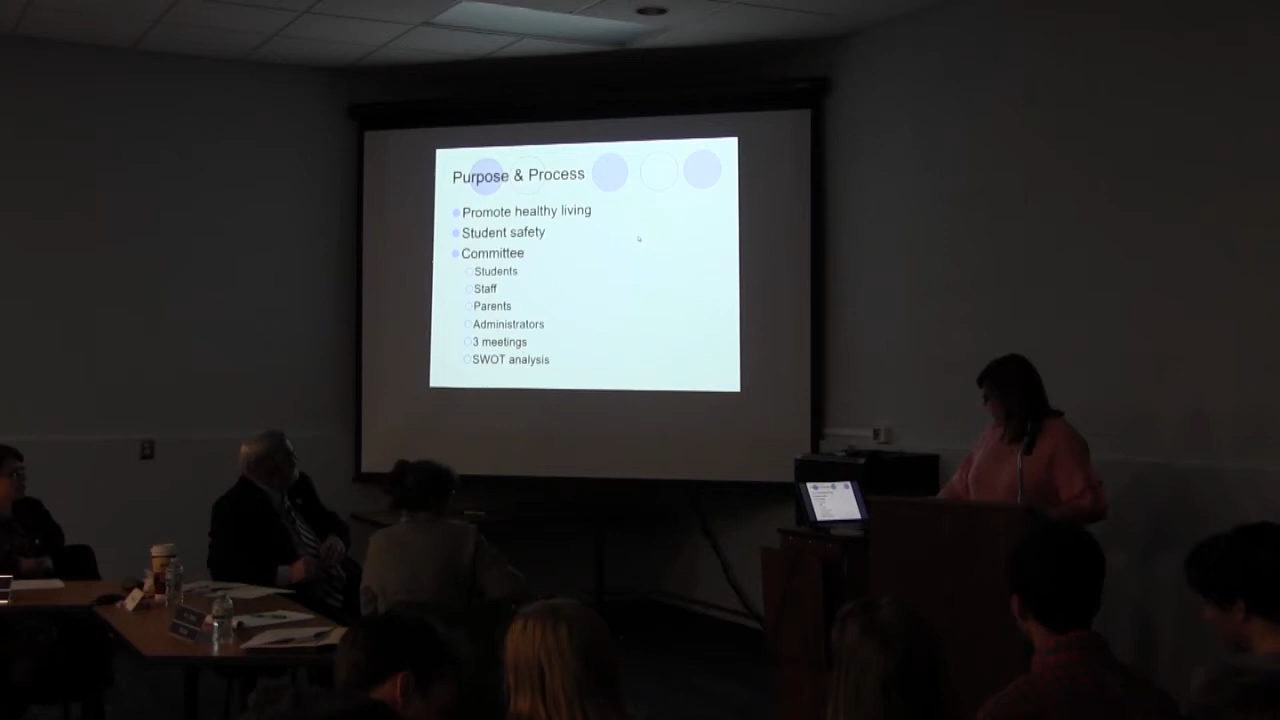 Purpose & Process
Promote healthy living
Student safety
Committee
Students
Staff
Parents
Administrators
3 meetings
SWOT analysis